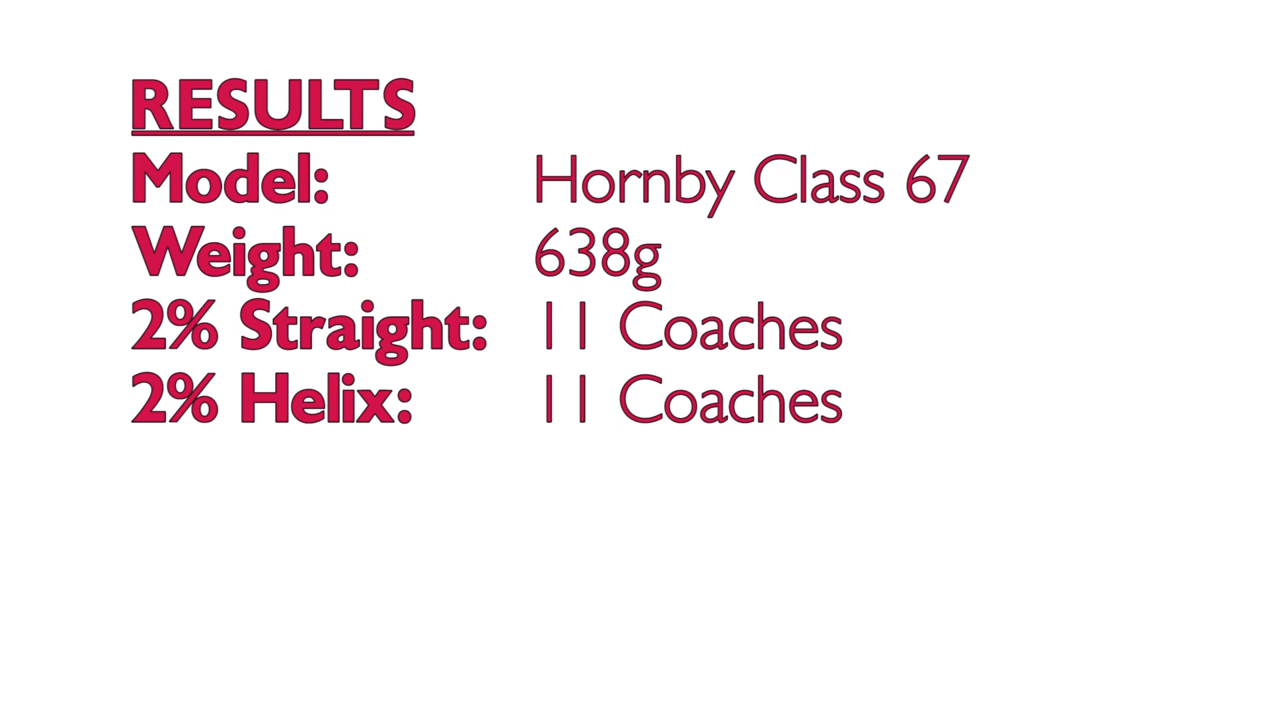 RESULTS
Model: Hornby Class 67
Weight: 638g
2% Straight: 11 Coaches
2% Helix: 11 Coaches